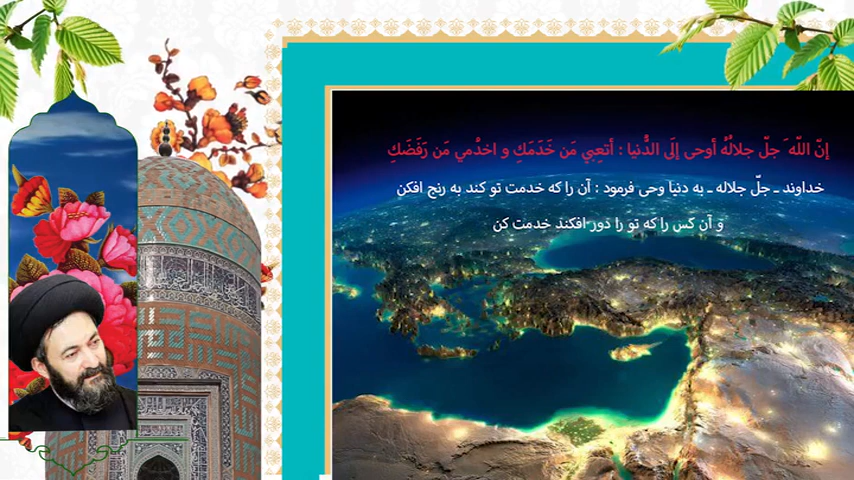 إنّ اللّه َ جلّ جلالُهُ أوحى إلَى الدُّنيا : أتعِبي مَن خَدَمَكِ و اخدُمي مَن رَفَضَكِ
خداوند ـ جلّ جلاله ـ به دنیا وحی فرمود : آن را که خدمت تو کند به رنج افکن
و آن کس را که تو را دور افکند خدمت کن